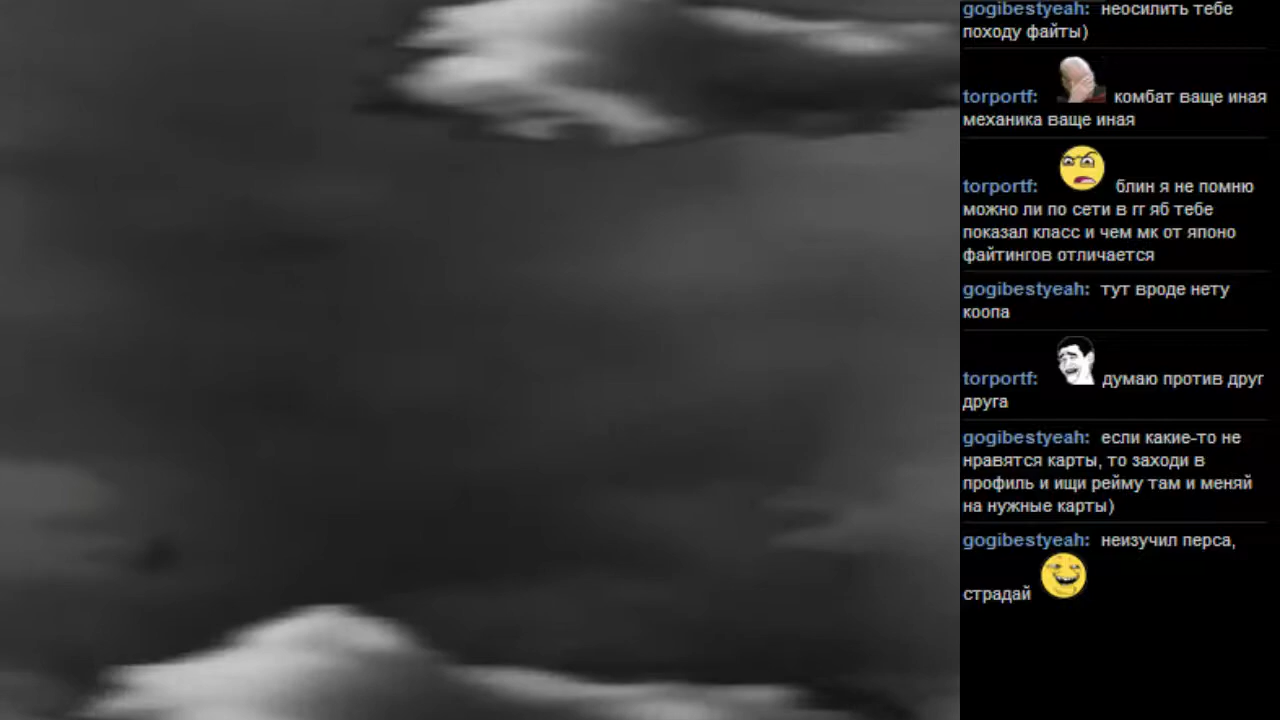 gogibestyeah: неосилить тебе
походу файты)
torportf: комбат ваще иная
механика ваще иная
torportf: блин я не помню
можно ли по сети в гг яб тебе
показал класс и чем мк от японо
файтингов отличается
gogibestyeah: тут вроде нету
коопа
torportf: думаю против друг
друга
gogibestyeah: если какие-то не
нравятся карты, то заходи в
профиль и ищи рейму там и меняй
на нужные карты)
gogibestyeah: неизучил перса,
страдай